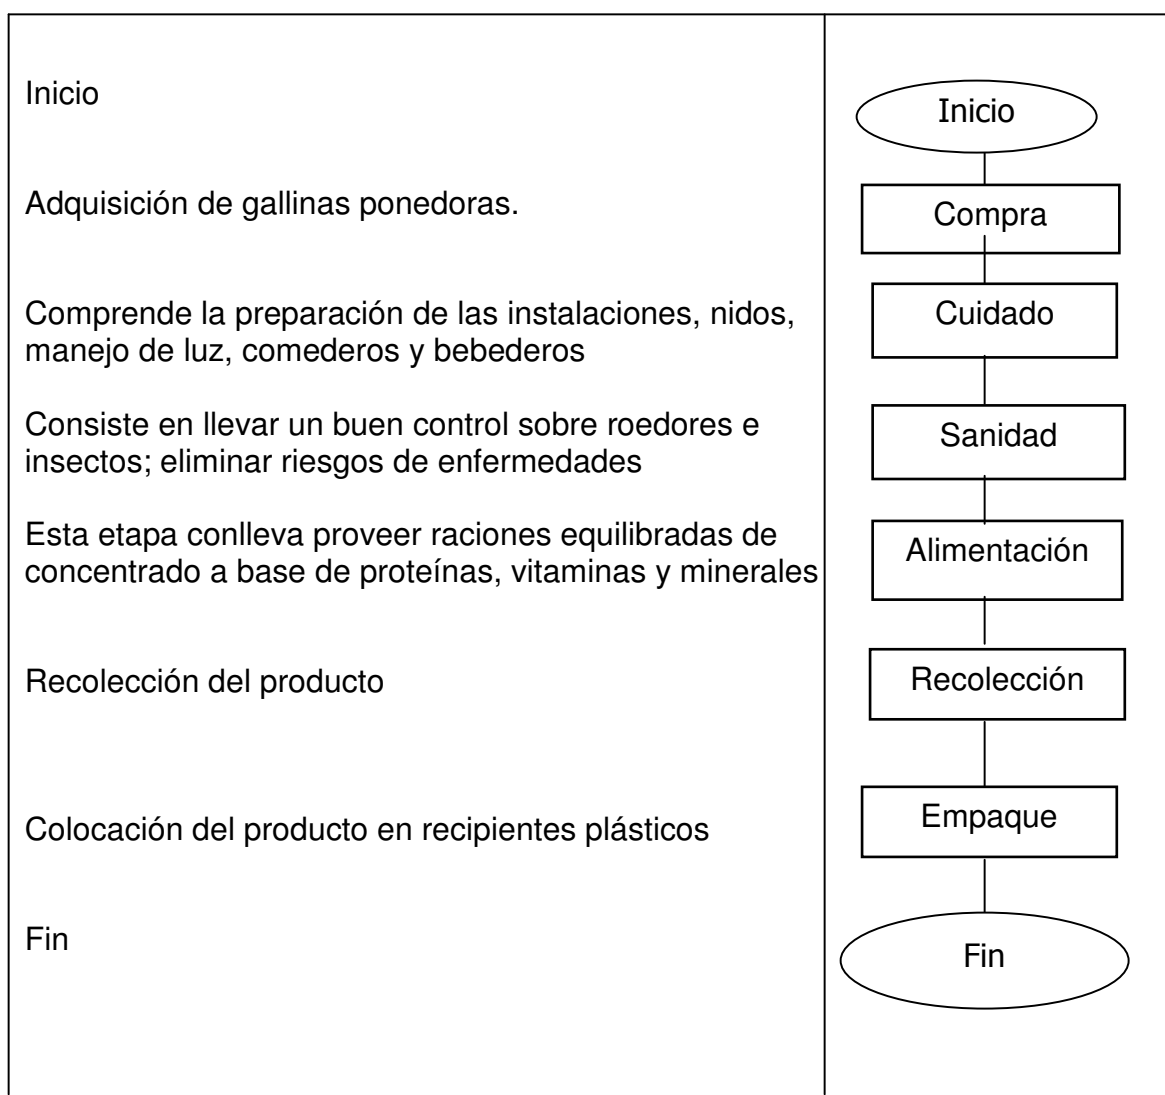 Inicio
Inicio
Adquisición de gallinas ponedoras.
Compra
Comprende la preparación de las instalaciones, nidos,
manejo de luz, comederos y bebederos
Cuidado
Consiste en llevar un buen control sobre roedores e
insectos; eliminar riesgos de enfermedades
Sanidad
Esta etapa conlleva proveer raciones equilibradas de
concentrado a base de proteínas, vitaminas y minerales
Alimentación
Recolección del producto
Recolección
Colocación del producto en recipientes plásticos
Empaque
Fin
Fin